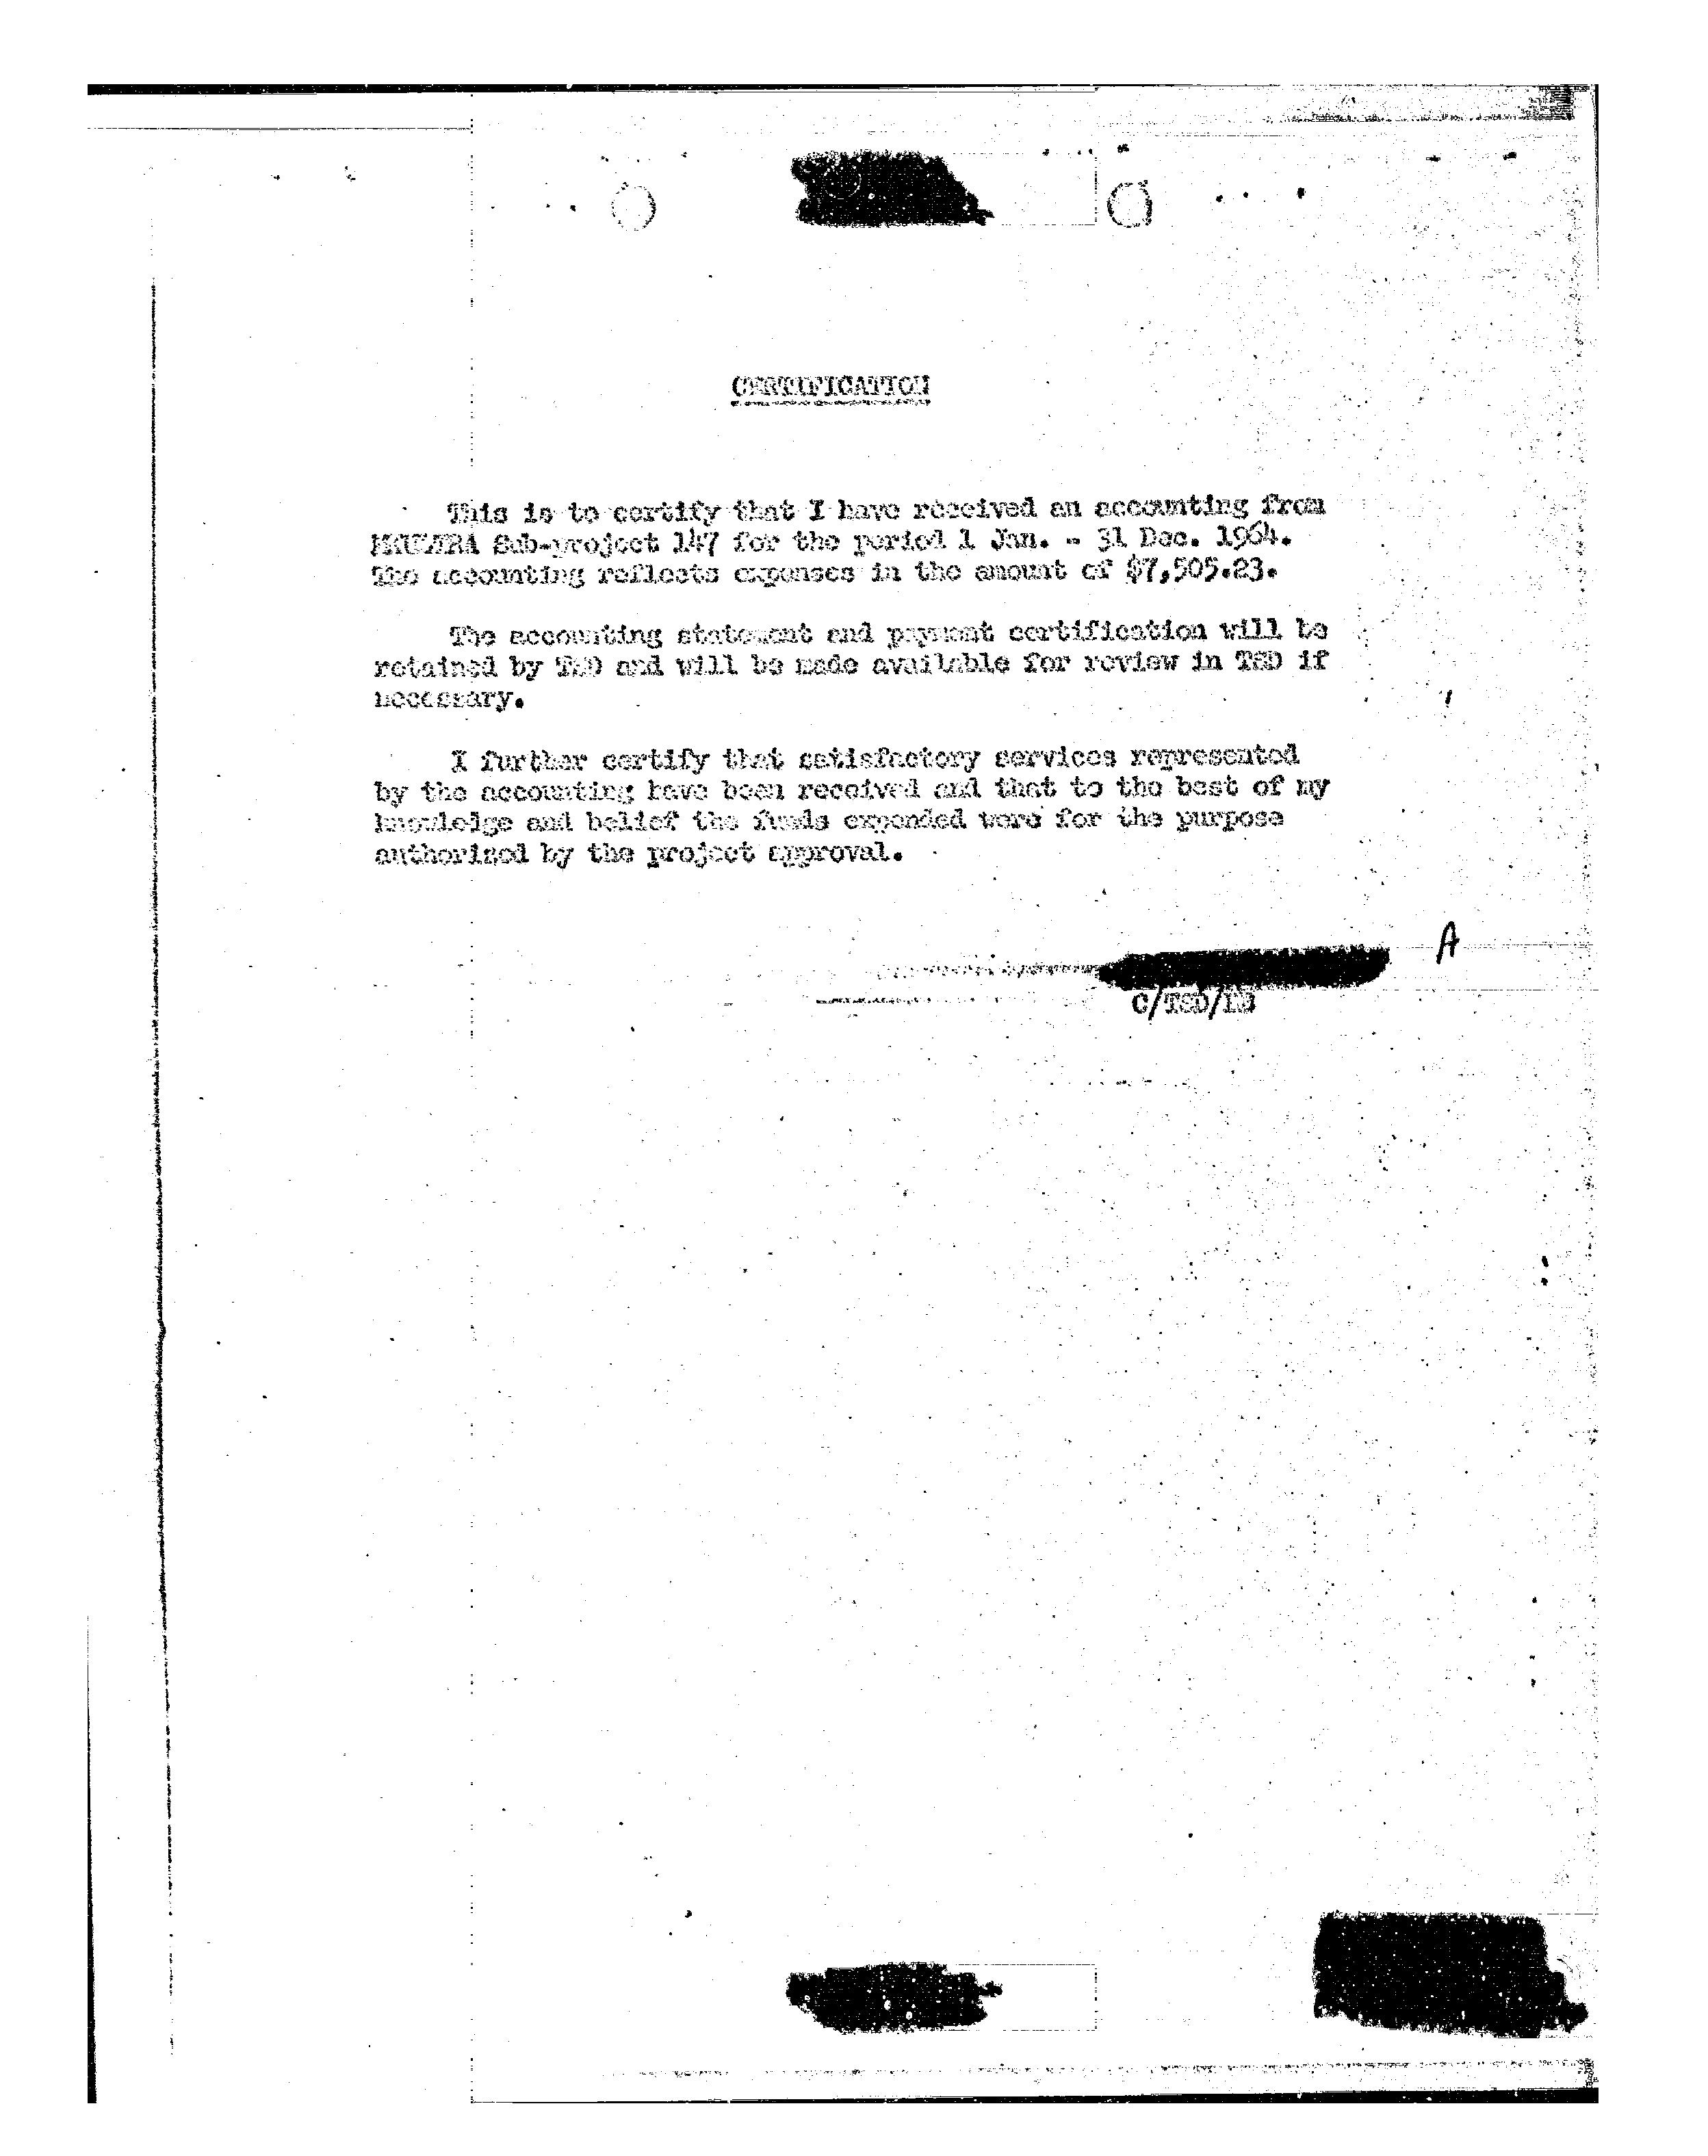 CERTIFICATION
This is to certify that I have received an accounting from
MKULTRA Sub-project 147 for the period 1 Jan. - 31 Dec. 1964.
The accounting reflects expenses in the amount of $7,505.23.
The accounting statement and payment certification will be
retained by TSD and will be made available for review in TSD if
necessary.
I further certify that satisfactory services represented
by the accounting have been received and that to the best of my
knowledge and belief the funds expended were for the purpose
authorized by the project approval.
A